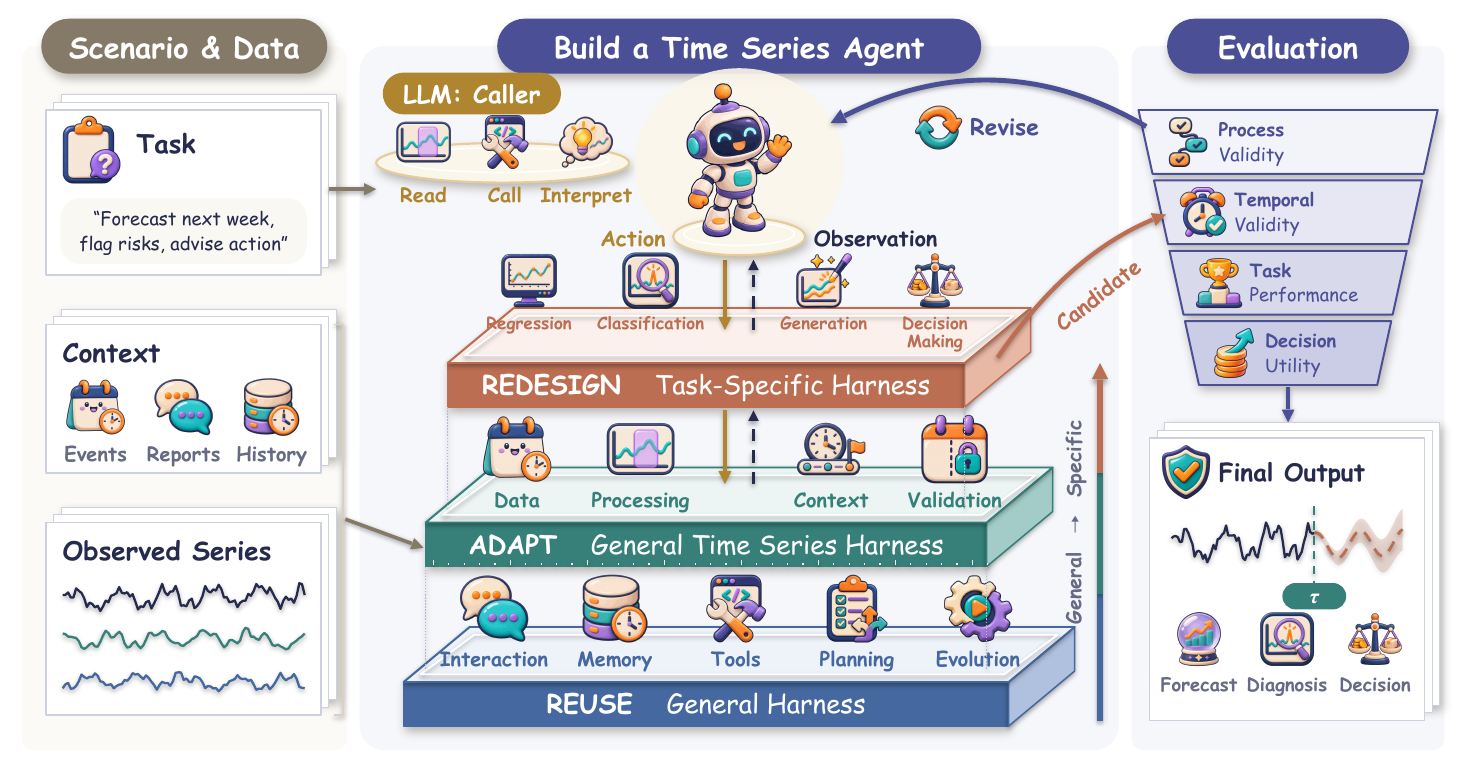 Scenario & Data
Task
“Forecast next week,
flag risks, advise action”
Context
Events
Reports
History
Observed Series
Build a Time Series Agent
LLM: Caller
Read
Call
Interpret
Revise
Action
Observation
Regression
Classification
Generation
Decision
Making
REDESIGN Task-Specific Harness
Candidate
Data
Processing
Context
Validation
ADAPT General Time Series Harness
Interaction
Memory
Tools
Planning
Evolution
REUSE General Harness
General → Specific
Evaluation
Process
Validity
Temporal
Validity
Task
Performance
Decision
Utility
Final Output
τ
Forecast
Diagnosis
Decision